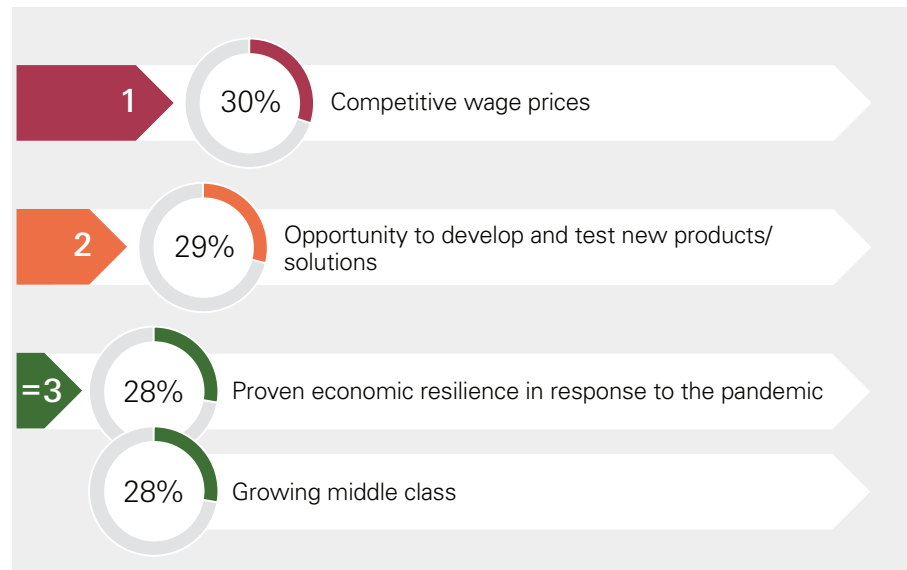 1
30%
Competitive wage prices
2
29%
Opportunity to develop and test new products/
solutions
=3
28%
Proven economic resilience in response to the pandemic
28%
Growing middle class